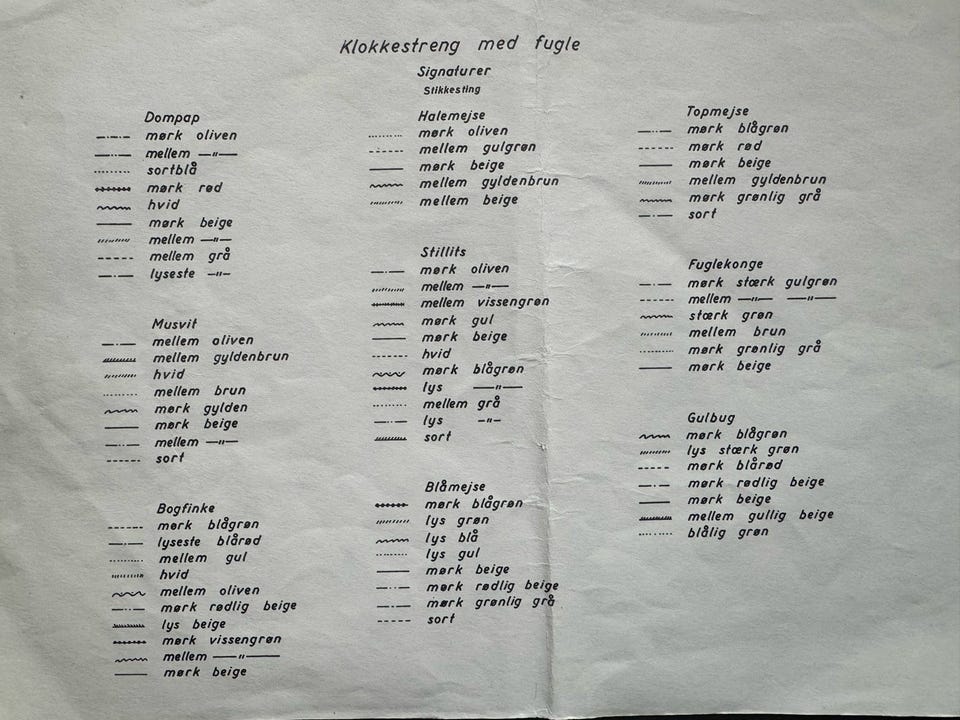 Klokkestreng med fugle
Signaturer
Stikkesting
Dompap
mørk oliven
mellem —"—
sortblå
mørk rød
hvid
mørk beige
mellem —"—
mellem grå
lyseste —"—
Musvit
mellem oliven
mellem gyldenbrun
hvid
mellem brun
mørk gylden
mørk beige
mellem —"—
sort
Bogfinke
mørk blågrøn
lyseste blårød
mellem gul
hvid
mellem oliven
mørk rødlig beige
lys beige
mørk vissengrøn
mellem —"—
mørk beige
Halemejse
mørk oliven
mellem gulgrøn
mørk beige
mellem gyldenbrun
mellem beige
Stillits
mørk oliven
mellem —"—
mellem vissengrøn
mørk gul
mørk beige
hvid
mørk blågrøn
lys —"—
mellem grå
lys —"—
sort
Blåmejse
mørk blågrøn
lys grøn
lys blå
lys gul
mørk beige
mørk rødlig beige
mørk grønlig grå
sort
Topmejse
mørk blågrøn
mørk rød
mørk beige
mellem gyldenbrun
mørk grønlig grå
sort
Fuglekonge
mørk stærk gulgrøn
mellem —"— —"—
stærk grøn
mellem brun
mørk grønlig grå
mørk beige
Gulbug
mørk blågrøn
lys stærk grøn
mørk blårød
mørk rødlig beige
mørk beige
mellem gullig beige
blålig grøn